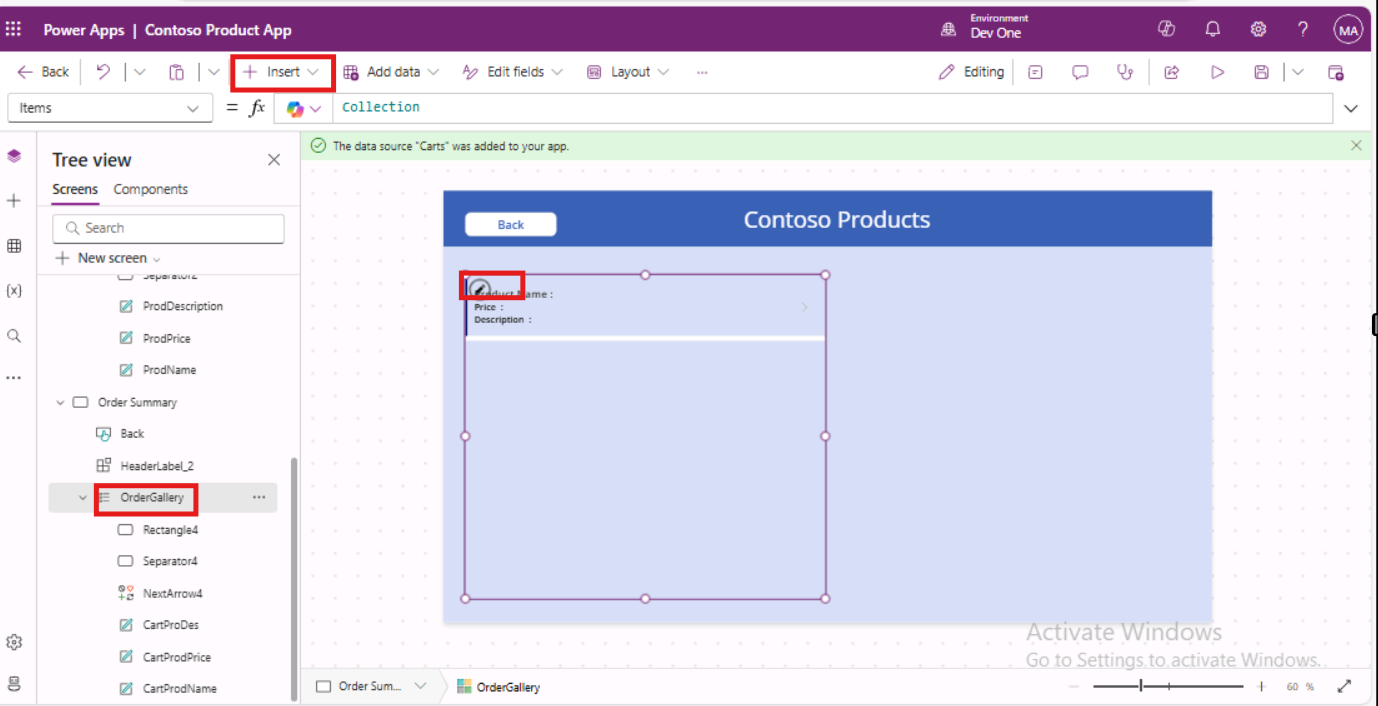 Power Apps | Contoso Product App
Environment
Dev One
MA
Back
Insert
Add data
Edit fields
Layout
...
Editing
Items
= fx
Collection
Tree view
Screens Components
Search
New screen
Separator2
ProdDescription
ProdPrice
ProdName
Order Summary
Back
HeaderLabel_2
OrderGallery
...
Rectangle4
Separator4
NextArrow4
CartProDes
CartProdPrice
CartProdName
The data source "Carts" was added to your app.
Back
Contoso Products
Product Name :
Price :
Description :
Activate Windows
Go to Settings to activate Windows.
Order Sum...
OrderGallery
60 %